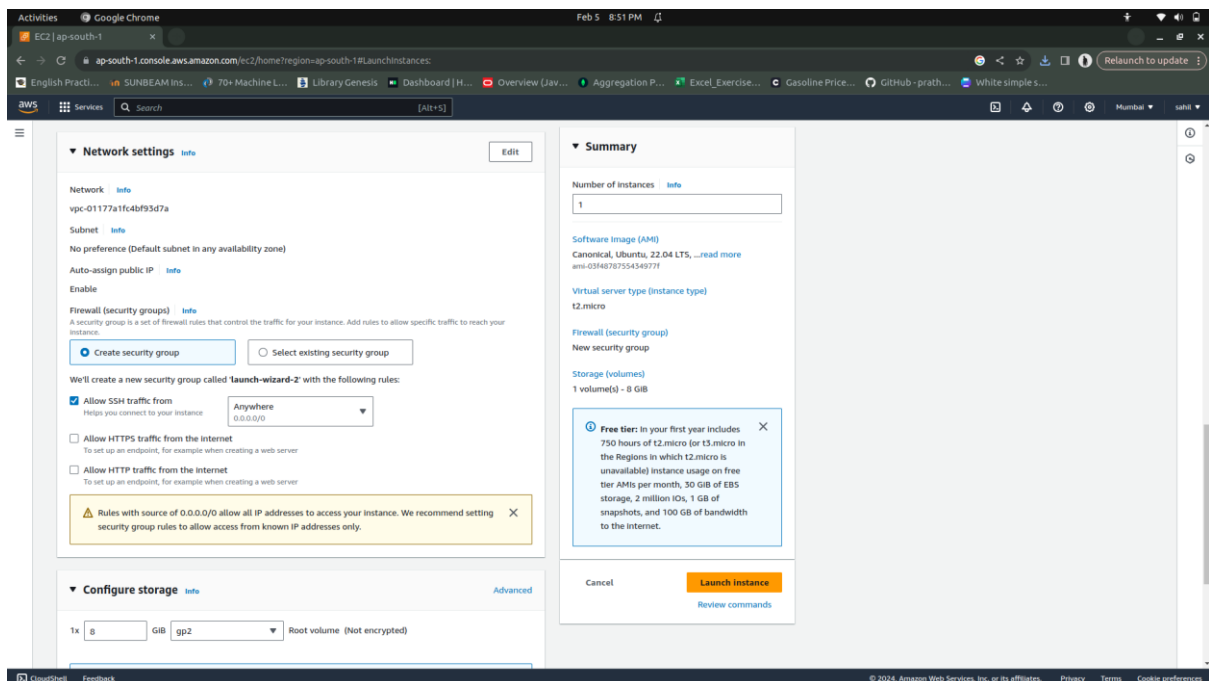 Activities
Google Chrome
Feb 5 8:51 PM
EC2 | ap-south-1
ap-south-1.console.aws.amazon.com/ec2/home?region=ap-south-1#LaunchInstances:
Relaunch to update
English Practi...
SUNBEAM Ins...
70+ Machine L...
Library Genesis
Dashboard | H...
Overview (Jav...
Aggregation P...
Excel_Exercise...
Gasoline Price...
GitHub - prath...
White simple s...
aws
Services
Search
[Alt+S]
Mumbai
sahil
Network settings Info
Edit
Network Info
vpc-01177a1fc4bf93d7a
Subnet Info
No preference (Default subnet in any availability zone)
Auto-assign public IP Info
Enable
Firewall (security groups) Info
A security group is a set of firewall rules that control the traffic for your instance. Add rules to allow specific traffic to reach your
instance.
Create security group
Select existing security group
We'll create a new security group called 'launch-wizard-2' with the following rules:
Allow SSH traffic from
Helps you connect to your instance
Anywhere
0.0.0.0/0
Allow HTTPS traffic from the internet
To set up an endpoint, for example when creating a web server
Allow HTTP traffic from the internet
To set up an endpoint, for example when creating a web server
Rules with source of 0.0.0.0/0 allow all IP addresses to access your instance. We recommend setting
security group rules to allow access from known IP addresses only.
Configure storage Info
Advanced
1x 8 GiB gp2 Root volume (Not encrypted)
Summary
Number of instances Info
1
Software Image (AMI)
Canonical, Ubuntu, 22.04 LTS, ...read more
ami-03f4878755434977f
Virtual server type (instance type)
t2.micro
Firewall (security group)
New security group
Storage (volumes)
1 volume(s) - 8 GiB
Free tier: In your first year includes
750 hours of t2.micro (or t3.micro in
the Regions in which t2.micro is
unavailable) instance usage on free
tier AMIs per month, 30 GiB of EBS
storage, 2 million IOs, 1 GB of
snapshots, and 100 GB of bandwidth
to the internet.
Cancel
Launch instance
Review commands
CloudShell
Feedback
© 2024, Amazon Web Services, Inc. or its affiliates.
Privacy
Terms
Cookie preferences